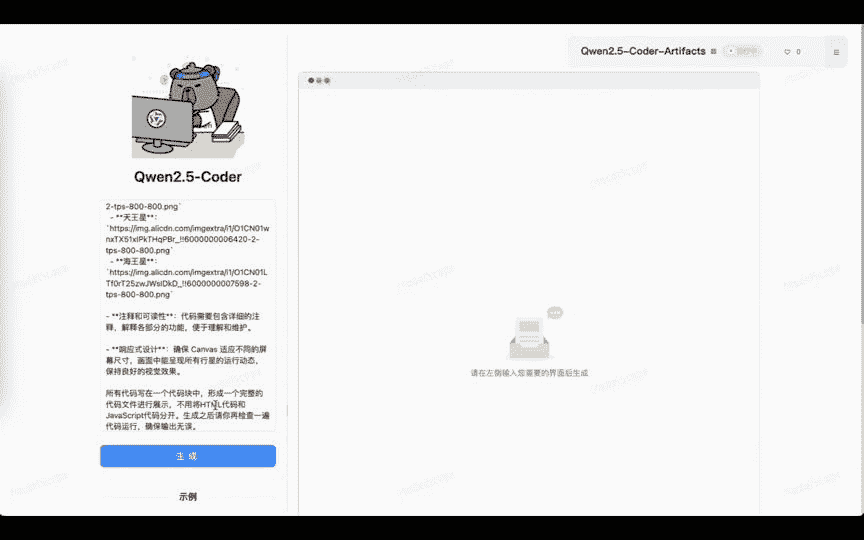 Qwen2.5-Coder-Artifacts
0
Qwen2.5-Coder
2-tps-800-800.png`
- **天王星**：
`https://img.alicdn.com/imgextra/i1/O1CN01w
nxTX51xIPkTHqPBr_!!6000000006420-2-
tps-800-800.png`
- **海王星**：
`https://img.alicdn.com/imgextra/i1/O1CN01L
Tf0rT25zwJWsIDkD_!!6000000007598-2-
tps-800-800.png`
- **注释和可读性**：代码需要包含详细的注
释，解释各部分的功能，便于理解和维护。
- **响应式设计**：确保 Canvas 适应不同的屏
幕尺寸，画面中能呈现所有行星的运行动态，
保持良好的视觉效果。
所有代码写在一个代码块中，形成一个完整的
代码文件进行展示，不用将HTML代码和
JavaScript代码分开。生成之后请你再检查一遍
代码运行，确保输出无误。
生 成
示例
请在左侧输入您需要的界面后生成